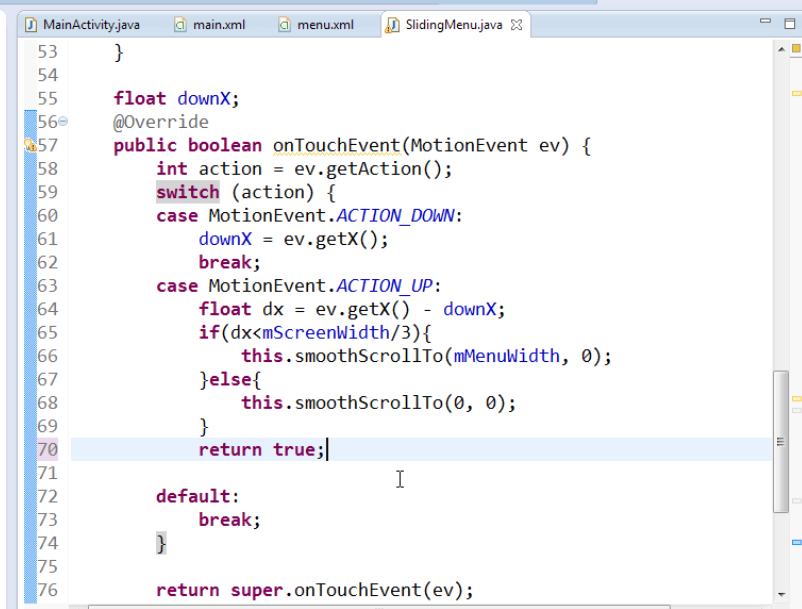 MainActivity.java main.xml menu.xml SlidingMenu.java
53 }
54
55 float downX;
56 @Override
57 public boolean onTouchEvent(MotionEvent ev) {
58 int action = ev.getAction();
59 switch (action) {
60 case MotionEvent.ACTION_DOWN:
61 downX = ev.getX();
62 break;
63 case MotionEvent.ACTION_UP:
64 float dx = ev.getX() - downX;
65 if(dx<mScreenWidth/3){
66 this.smoothScrollTo(mMenuWidth, 0);
67 }else{
68 this.smoothScrollTo(0, 0);
69 }
70 return true;
71
72 default:
73 break;
74 }
75
76 return super.onTouchEvent(ev);